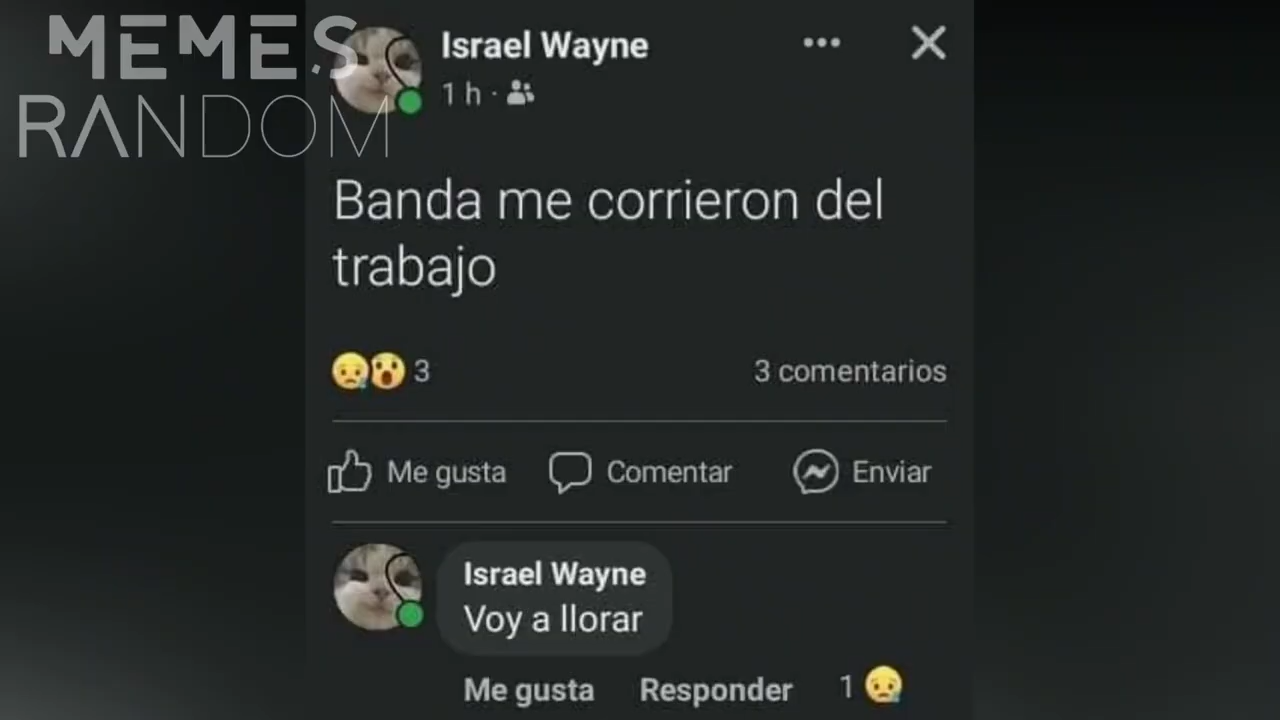 MEMES
RANDOM
Israel Wayne
1 h ·
Banda me corrieron del
trabajo
3
3 comentarios
Me gusta
Comentar
Enviar
Israel Wayne
Voy a llorar
Me gusta
Responder
1